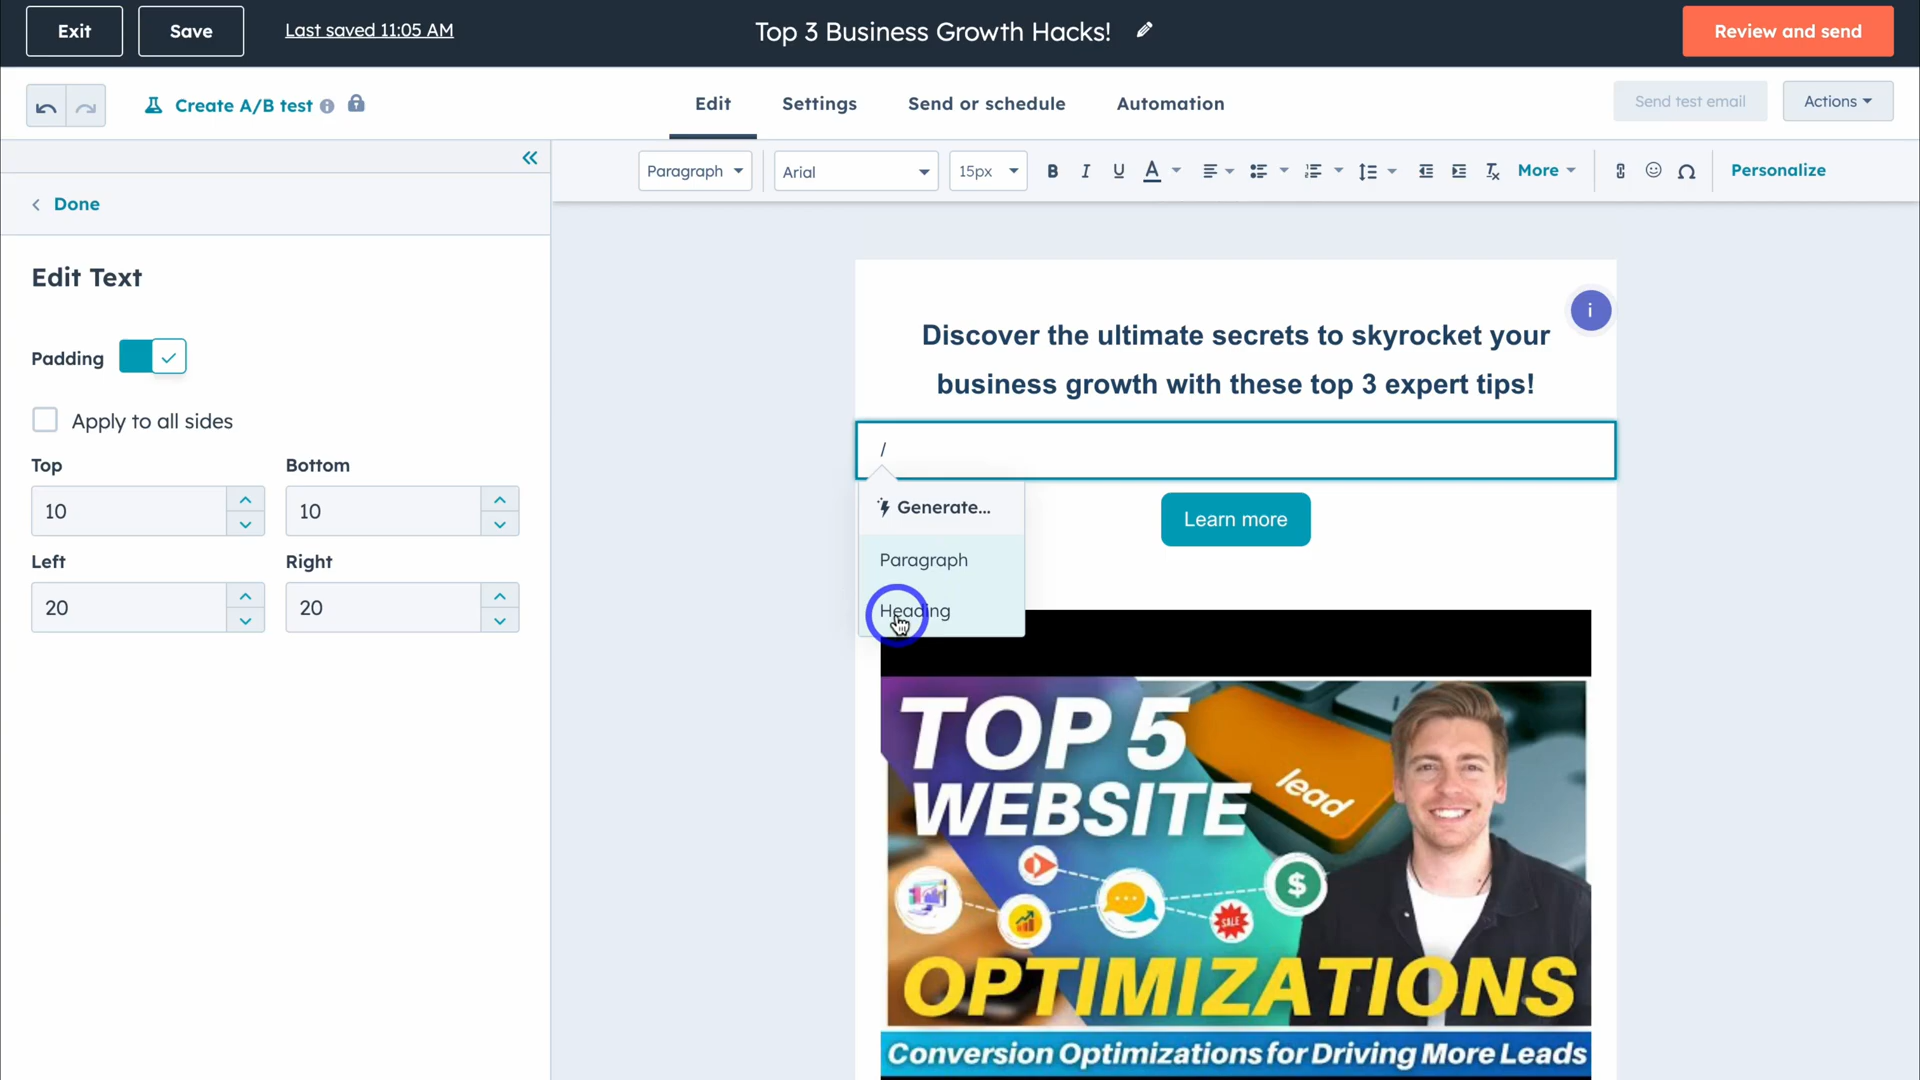 Exit
Save
Last saved 11:05 AM
Top 3 Business Growth Hacks!
Review and send
Create A/B test
Edit
Settings
Send or schedule
Automation
Send test email
Actions
Paragraph
Arial
15px
B
I
U
A
More
Personalize
Done
Edit Text
Padding
Apply to all sides
Top
Bottom
10
10
Left
Right
20
20
i
Discover the ultimate secrets to skyrocket your
business growth with these top 3 expert tips!
/
Generate...
Paragraph
Heading
Learn more
TOP 5
WEBSITE
lead
$
SALE
OPTIMIZATIONS
Conversion Optimizations for Driving More Leads